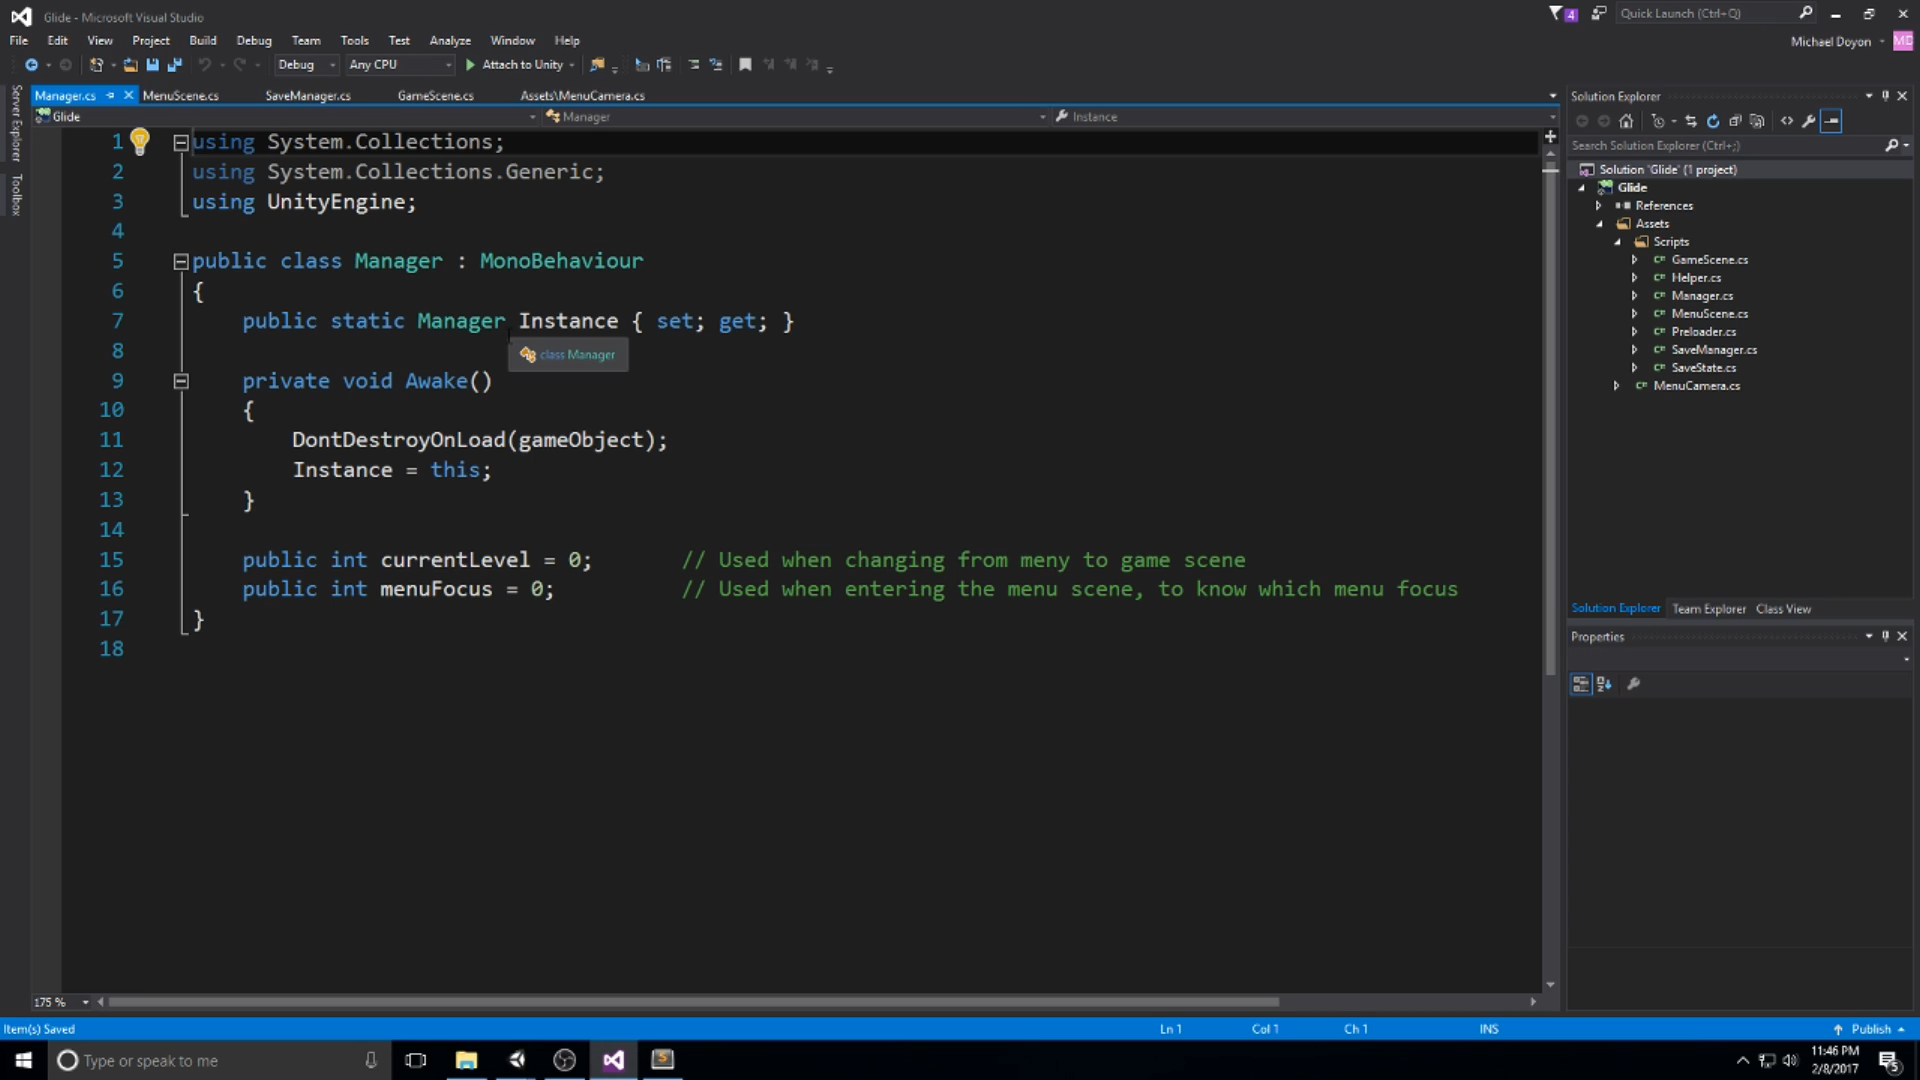 Glide - Microsoft Visual Studio
4
Quick Launch (Ctrl+Q)
File Edit View Project Build Debug Team Tools Test Analyze Window Help
Michael Doyon MD
Debug Any CPU Attach to Unity
Server Explorer
Toolbox
Manager.cs MenuScene.cs SaveManager.cs GameScene.cs Assets\MenuCamera.cs
Glide Manager Instance
1 using System.Collections;
2 using System.Collections.Generic;
3 using UnityEngine;
4
5 public class Manager : MonoBehaviour
6 {
7 public static Manager Instance { set; get; }
8
class Manager
9 private void Awake()
10 {
11 DontDestroyOnLoad(gameObject);
12 Instance = this;
13 }
14
15 public int currentLevel = 0; // Used when changing from meny to game scene
16 public int menuFocus = 0; // Used when entering the menu scene, to know which menu focus
17 }
18
175 %
Solution Explorer
Search Solution Explorer (Ctrl+;)
Solution 'Glide' (1 project)
Glide
References
Assets
Scripts
GameScene.cs
Helper.cs
Manager.cs
MenuScene.cs
Preloader.cs
SaveManager.cs
SaveState.cs
MenuCamera.cs
Solution Explorer Team Explorer Class View
Properties
Item(s) Saved Ln 1 Col 1 Ch 1 INS Publish
Type or speak to me
11:46 PM
2/8/2017
5